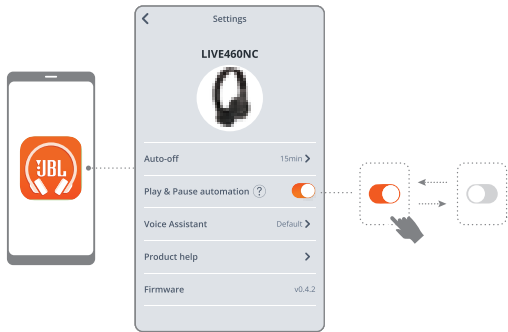 Settings
LIVE460NC
JBL
Auto-off 15min
Play & Pause automation ?
Voice Assistant Default
Product help
Firmware v0.4.2